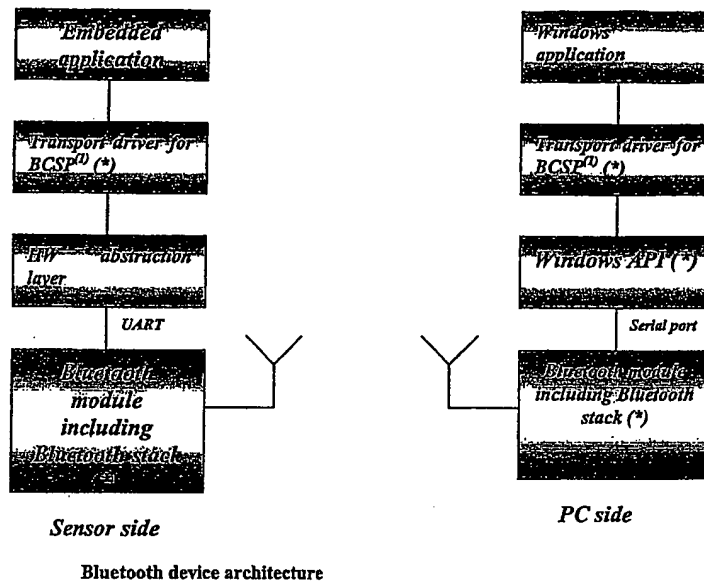 Embedded
application
Transport driver for
BCSP(1) (*)
HW abstruction
layer
UART
Bluetooth
module
including
Bluetooth stack
Sensor side
Windows
application
Transport driver for
BCSP(1) (*)
Windows API (*)
Serial port
Bluetooth module
including Bluetooth
stack (*)
PC side
Bluetooth device architecture